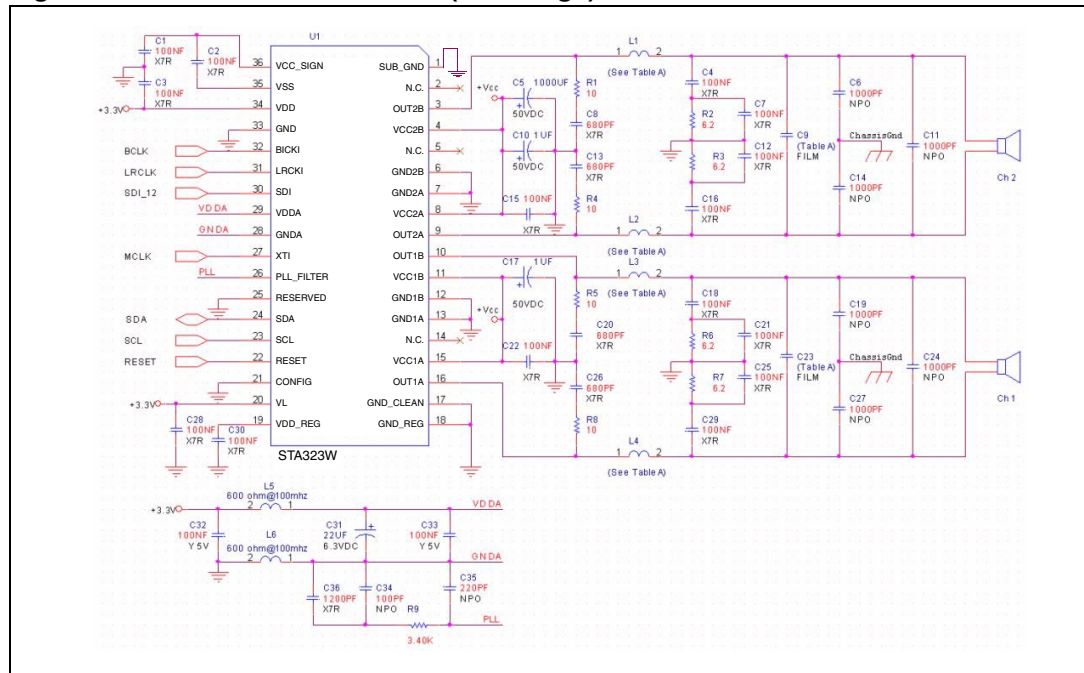 U1
STA323W
36 VCC_SIGN
35 VSS
34 VDD
33 GND
32 BICKI
31 LRCKI
30 SDI
29 VDDA
28 GNDA
27 XTI
26 PLL_FILTER
25 RESERVED
24 SDA
23 SCL
22 RESET
21 CONFIG
20 VL
19 VDD_REG
SUB_GND 1
N.C. 2
OUT2B 3
VCC2B 4
N.C. 5
GND2B 6
GND2A 7
VCC2A 8
OUT2A 9
OUT1B 10
VCC1B 11
GND1B 12
GND1A 13
N.C. 14
VCC1A 15
OUT1A 16
GND_CLEAN 17
GND_REG 18
C1
100NF
X7R
C2
100NF
X7R
C3
100NF
X7R
+3.3V
BCLK
LRCLK
SDI_12
VDDA
GNDA
MCLK
PLL
SDA
SCL
RESET
+3.3V
C28
100NF
X7R
C30
100NF
X7R
+Vcc
C5 1000UF
50VDC
C10 1UF
50VDC
C15 100NF
X7R
R1
10
C8
680PF
X7R
C13
680PF
X7R
R4
10
L1
1 2
(See Table A)
L2
1 2
(See Table A)
C4
100NF
X7R
R2
6.2
C7
100NF
X7R
R3
6.2
C12
100NF
X7R
C16
100NF
X7R
C9
(Table A)
FILM
C6
1000PF
NPO
ChassisGnd
C14
1000PF
NPO
C11
1000PF
NPO
Ch 2
C17 1UF
50VDC
+Vcc
C22 100NF
X7R
R5
10
C20
680PF
X7R
C26
680PF
X7R
R8
10
L3
1 2
(See Table A)
L4
1 2
(See Table A)
C18
100NF
X7R
R6
6.2
C21
100NF
X7R
R7
6.2
C25
100NF
X7R
C29
100NF
X7R
C23
(Table A)
FILM
C19
1000PF
NPO
ChassisGnd
C27
1000PF
NPO
C24
1000PF
NPO
Ch 1
L5
600 ohm@100mhz
2 1
+3.3V
VDDA
C32
100NF
Y5V
L6
600 ohm@100mhz
2 1
C31
22UF
6.3VDC
C33
100NF
Y5V
GNDA
C36
1200PF
X7R
C34
100PF
NPO
C35
220PF
NPO
R9
3.40K
PLL